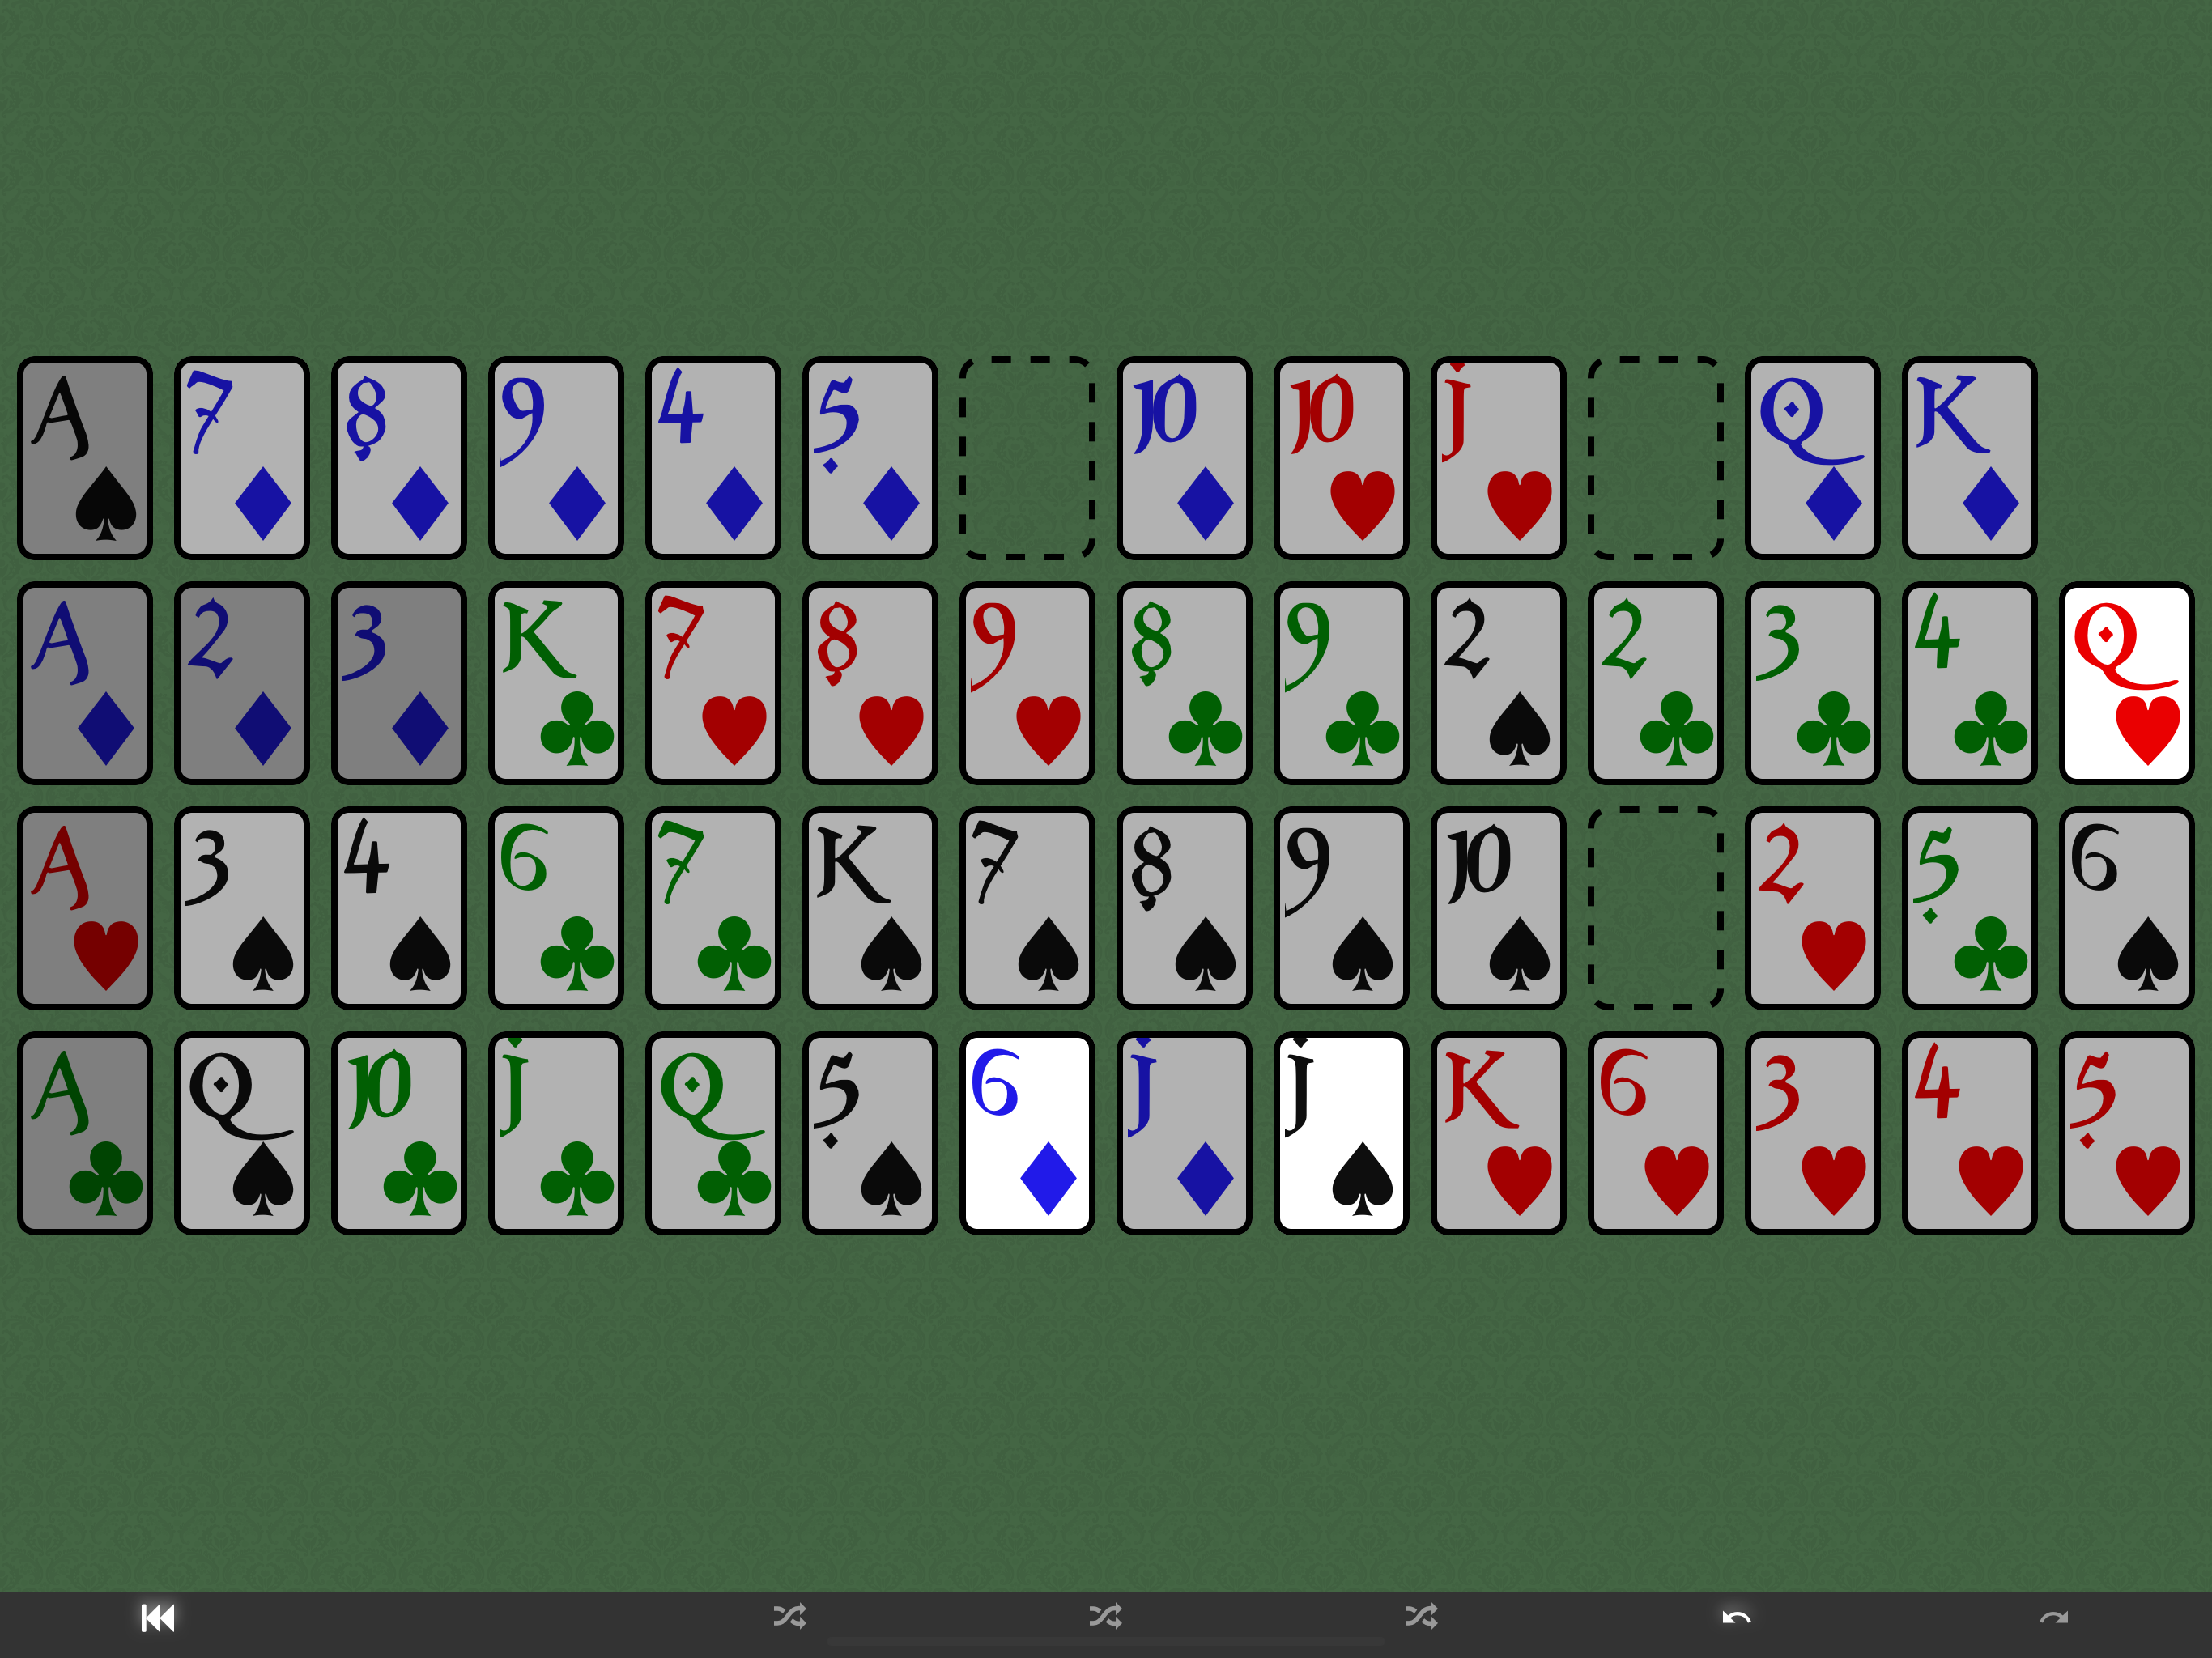 A 7 8 9 4 5 10 10 J Q K
A 2 3 K 7 8 9 8 9 2 2 3 4 Q
A 3 4 6 7 K 7 8 9 10 2 5 6
A Q 10 J Q 5 6 J J K 6 3 4 5